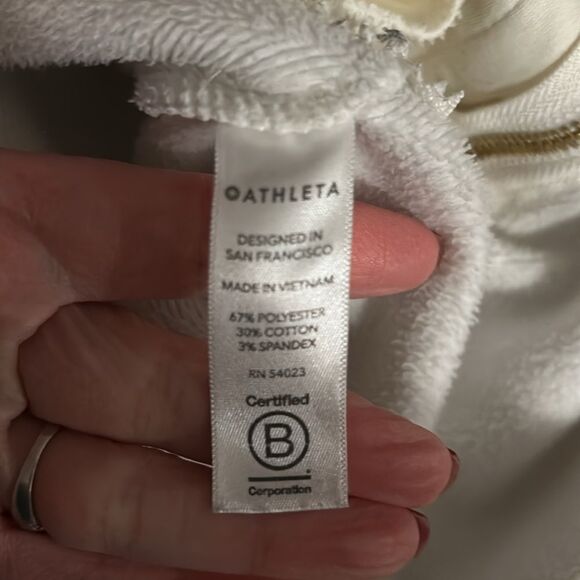 ATHLETA
DESIGNED IN
SAN FRANCISCO
MADE IN VIETNAM
67% POLYESTER
30% COTTON
3% SPANDEX
RN 54023
Certified
B
Corporation